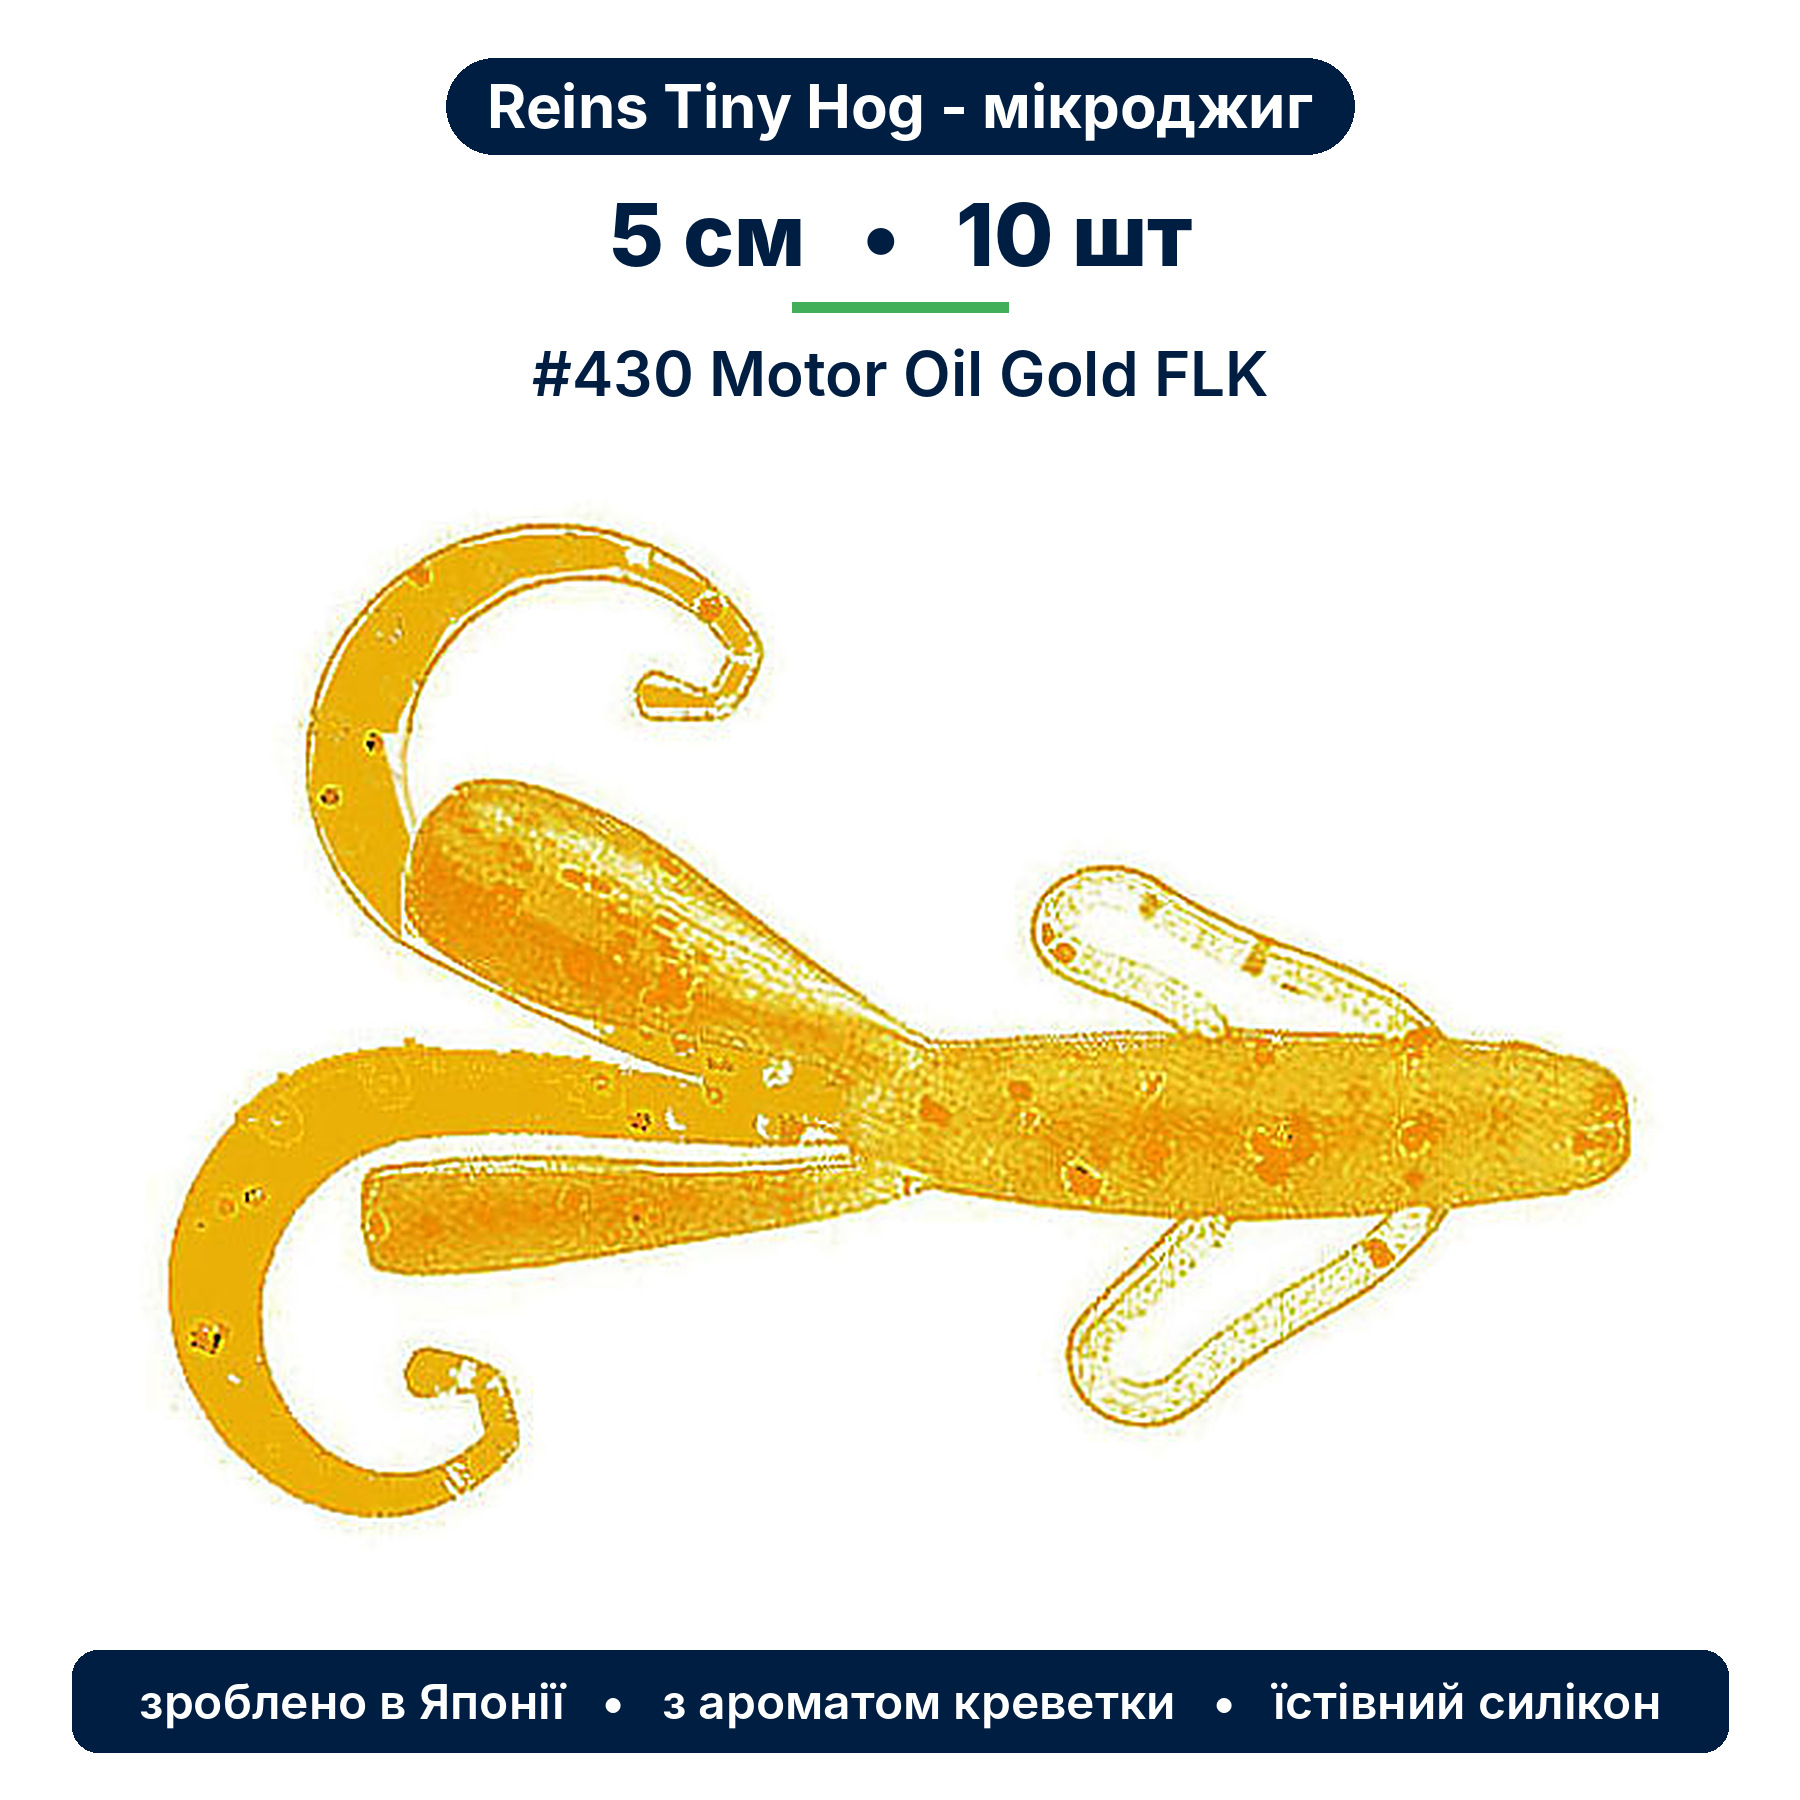 Reins Tiny Hog - мікроджиг
5 см • 10 шт
#430 Motor Oil Gold FLK
зроблено в Японії • з ароматом креветки • їстівний силікон